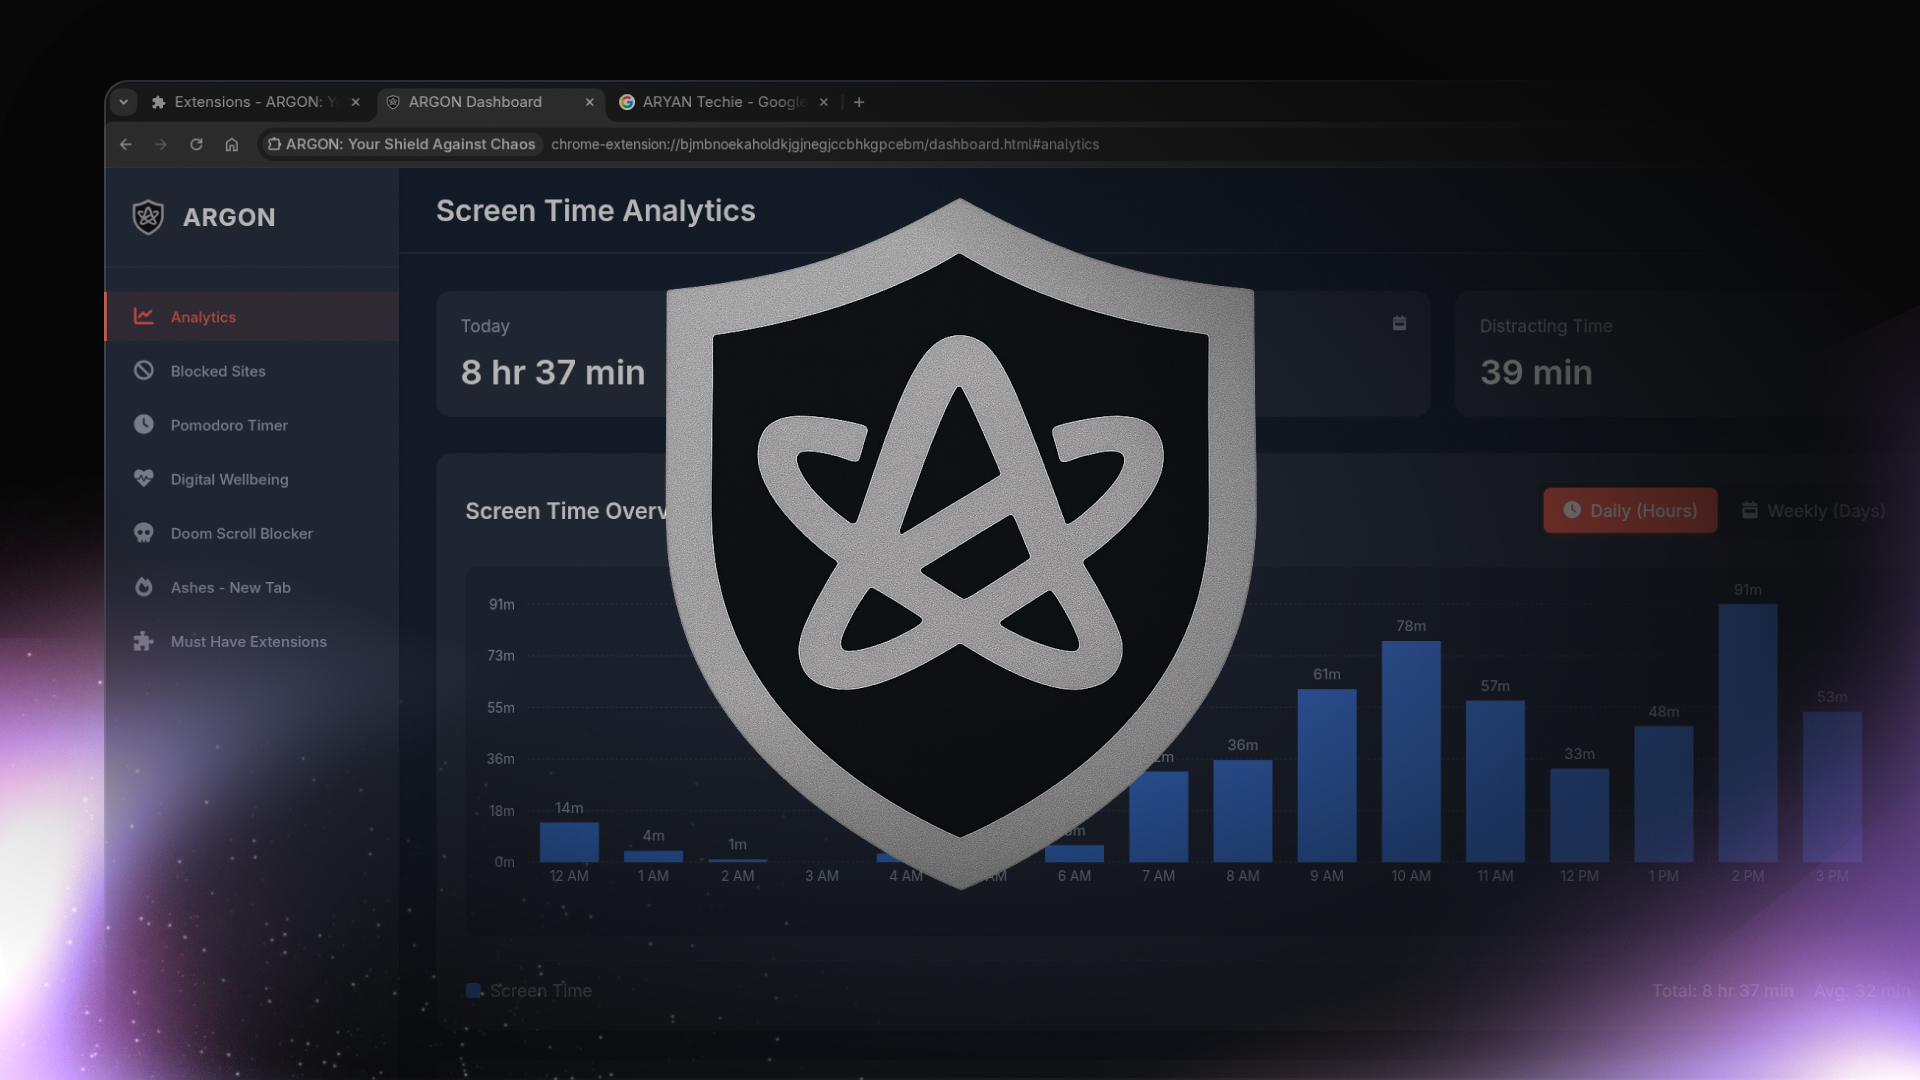 Extensions - ARGON: Y
ARGON Dashboard
ARYAN Techie - Google
ARGON: Your Shield Against Chaos
chrome-extension://bjmbnoekaholdkjgjnegjccbhkgpcebm/dashboard.html#analytics
ARGON
Analytics
Blocked Sites
Pomodoro Timer
Digital Wellbeing
Doom Scroll Blocker
Ashes - New Tab
Must Have Extensions
Screen Time Analytics
Today
8 hr 37 min
Distracting Time
39 min
Screen Time Overv
Daily (Hours)
Weekly (Days)
91m
73m
55m
36m
18m
0m
14m
4m
1m
36m
61m
78m
57m
33m
48m
91m
53m
12 AM
1 AM
2 AM
3 AM
4 AM
AM
6 AM
7 AM
8 AM
9 AM
10 AM
11 AM
12 PM
1 PM
2 PM
3 PM
Screen Time
Total: 8 hr 37 min
Avg: 32 min